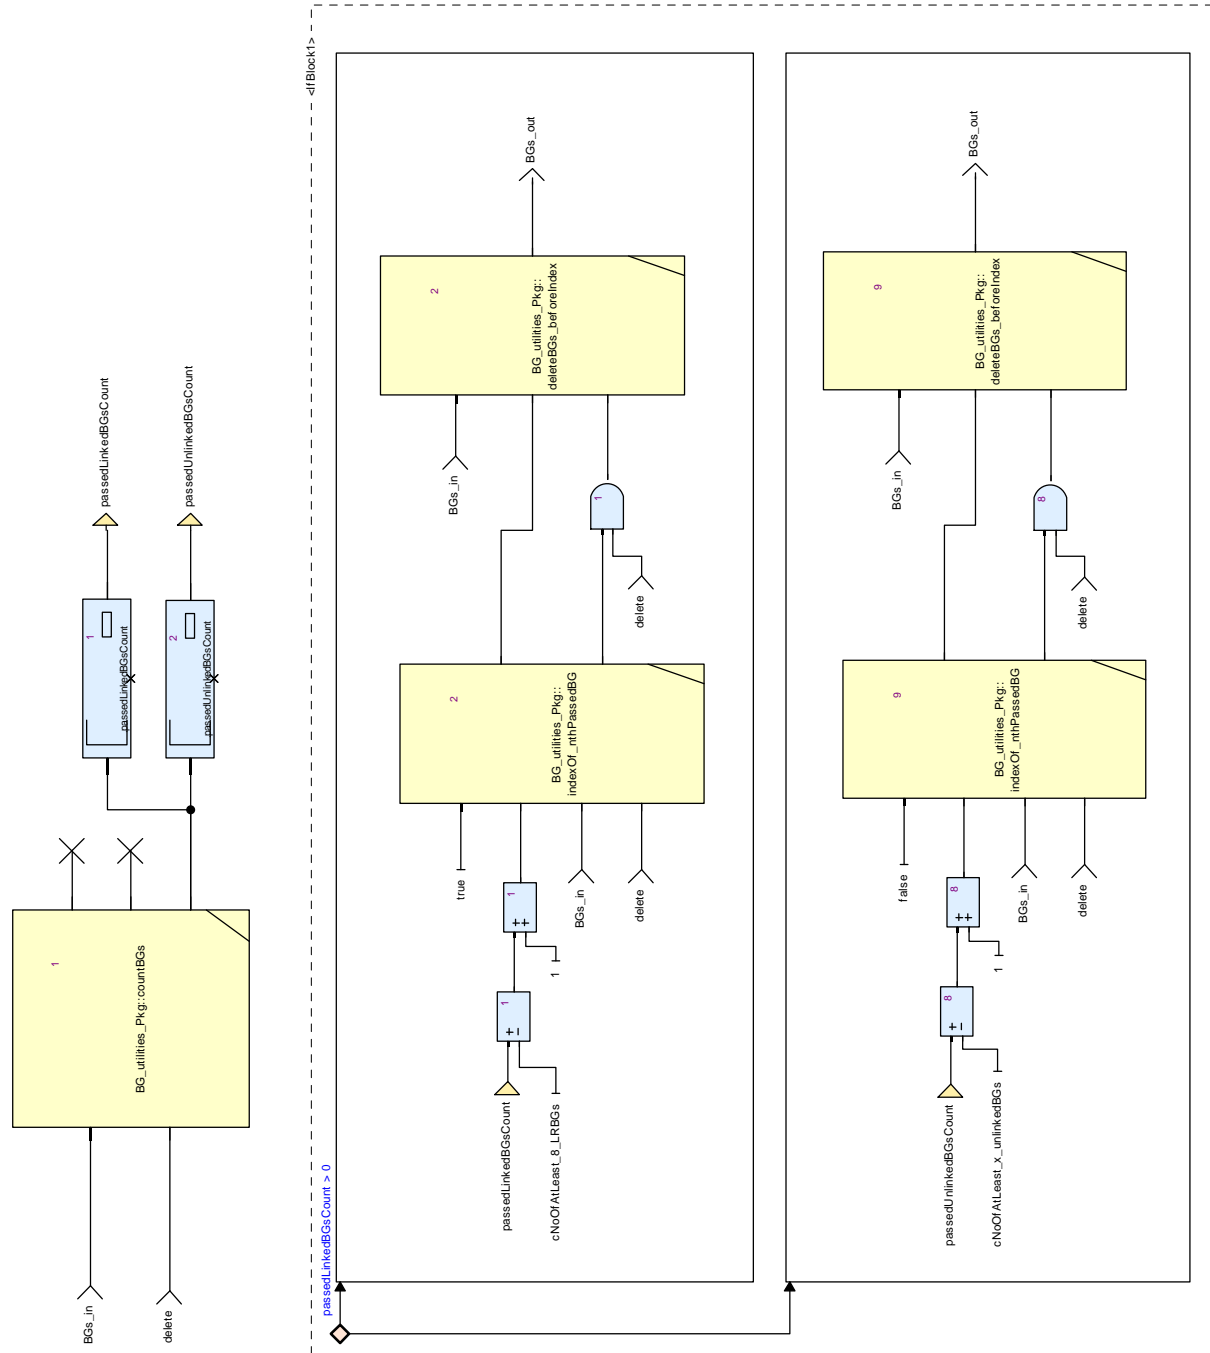 BGs_in
delete
1
BG_utilities_Pkg::countBGs
1
passedLinkedBGsCount
2
passedUnlinkedBGsCount
passedLinkedBGsCount
passedUnlinkedBGsCount
<IfBlock1>
passedLinkedBGsCount > 0
passedLinkedBGsCount
cNoOfAtLeast_8_LRBGs
1
+
-
1
1
+
+
true
BGs_in
delete
2
BG_utilities_Pkg::
indexOf_nthPassedBG
delete
1
BGs_in
2
BG_utilities_Pkg::
deleteBGs_beforeIndex
BGs_out
passedUnlinkedBGsCount
cNoOfAtLeast_x_unlinkedBGs
8
+
-
1
8
+
+
false
BGs_in
delete
9
BG_utilities_Pkg::
indexOf_nthPassedBG
delete
8
BGs_in
9
BG_utilities_Pkg::
deleteBGs_beforeIndex
BGs_out